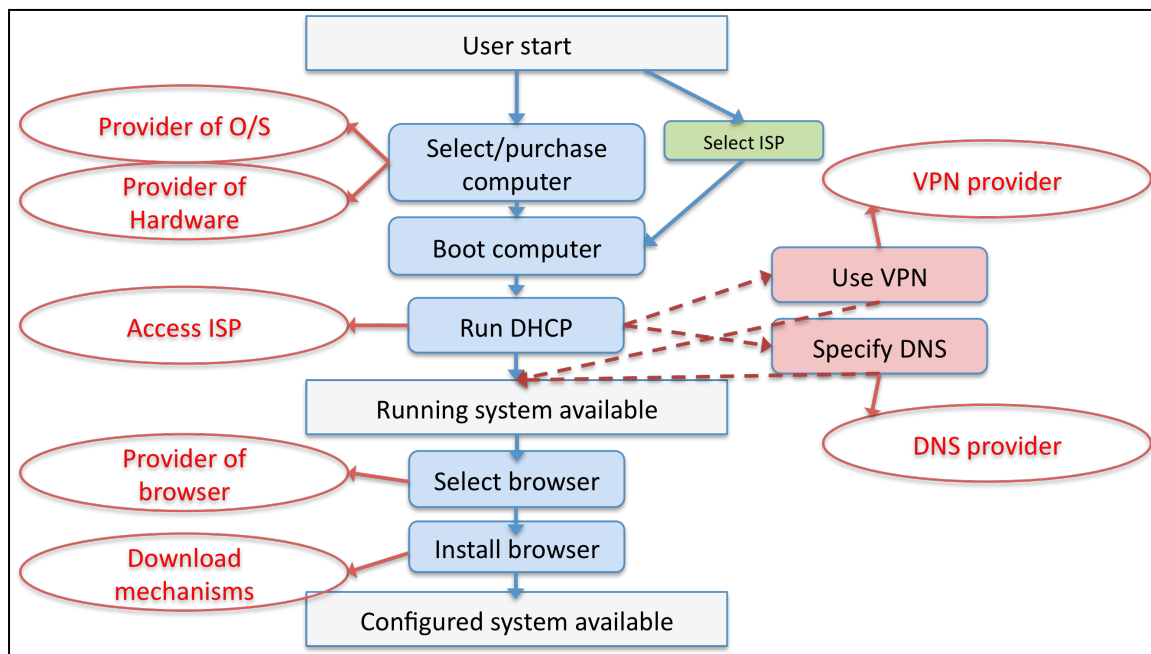 User start
Provider of O/S
Select/purchase
computer
Select ISP
Provider of
Hardware
VPN provider
Boot computer
Use VPN
Access ISP
Run DHCP
Specify DNS
Running system available
DNS provider
Provider of
browser
Select browser
Install browser
Download
mechanisms
Configured system available